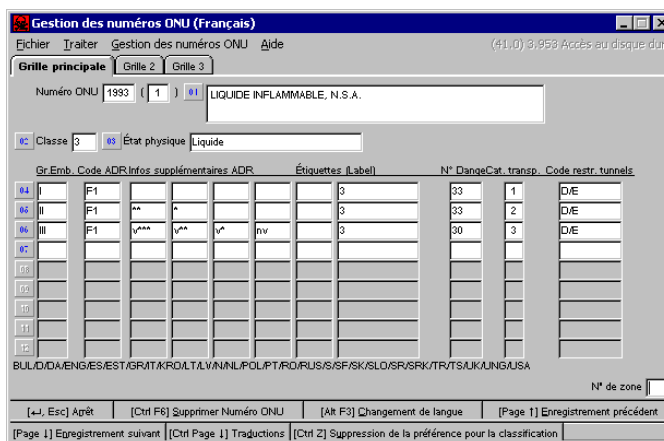 Gestion des numéros ONU (Français)
Fichier Traiter Gestion des numéros ONU Aide (41.0) 3.953 Accès au disque dur
Grille principale Grille 2 Grille 3
Numéro ONU 1993 ( 1 ) 01 LIQUIDE INFLAMMABLE, N.S.A.
02 Classe 3 03 État physique Liquide
Gr.Emb. Code ADR Infos supplémentaires ADR Étiquettes (Label) N° Dange Cat. transp. Code restr. tunnels
04 I F1 3 33 1 D/E
05 II F1 ** * 3 33 2 D/E
06 III F1 v*** v** v* nv 3 30 3 D/E
07
08
09
10
11
12
BUL/D/DA/ENG/ES/EST/GR/IT/KRO/LT/LV/N/NL/POL/PT/RO/RUS/S/SF/SK/SLO/SR/SRK/TR/TS/UK/UNG/USA
N° de zone
[↵, Esc] Arrêt [Ctrl F6] Supprimer Numéro ONU [Alt F3] Changement de langue [Page ↑] Enregistrement précédent
[Page ↓] Enregistrement suivant [Ctrl Page ↓] Traductions [Ctrl Z] Suppression de la préférence pour la classification